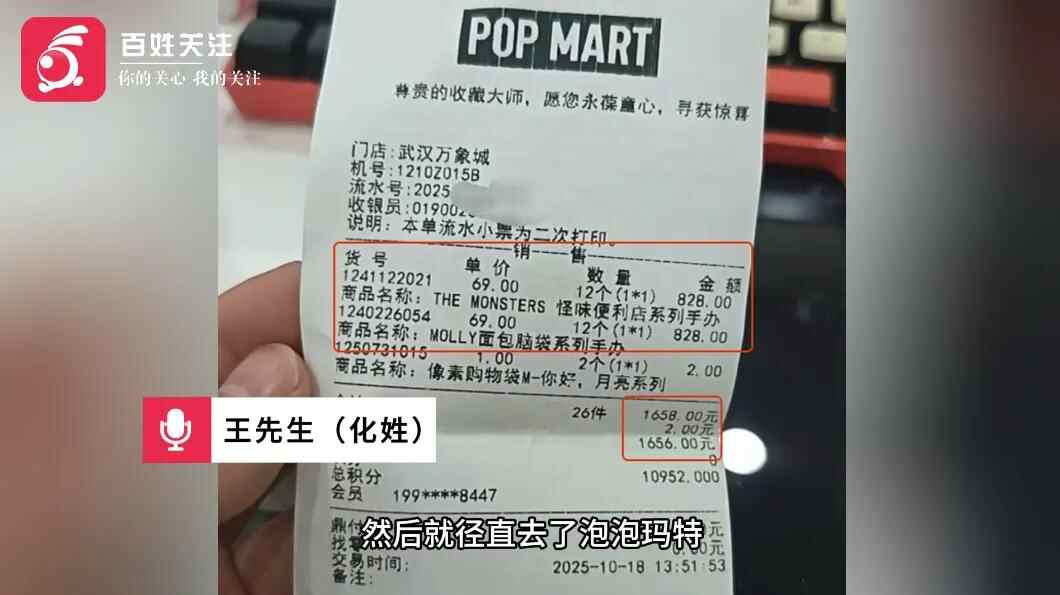 百姓关注
你的关心 我的关注
POP MART
尊贵的收藏大师，愿您永葆童心，寻获惊喜
门店:武汉万象城
机号:1210Z015B
流水号:2025
收银员:01900
说明：本单流水小票为二次打印。
销 售
货 号 单 价 数 量 金 额
1241122021 69.00 12个(1*1) 828.00
商品名称: THE MONSTERS 怪味便利店系列手办
1240226054 69.00 12个(1*1) 828.00
商品名称: MOLLY面包脑袋系列手办
1250731015 1.00 2个(1*1) 2.00
商品名称: 像素购物袋M-你好，月亮系列
26件 1658.00元
2.00元
1656.00元
0
总积分 10952.000
会员 199****8447
王先生（化姓）
然后就径直去了泡泡玛特
交易时间: 2025-10-18 13:51:53
备注: